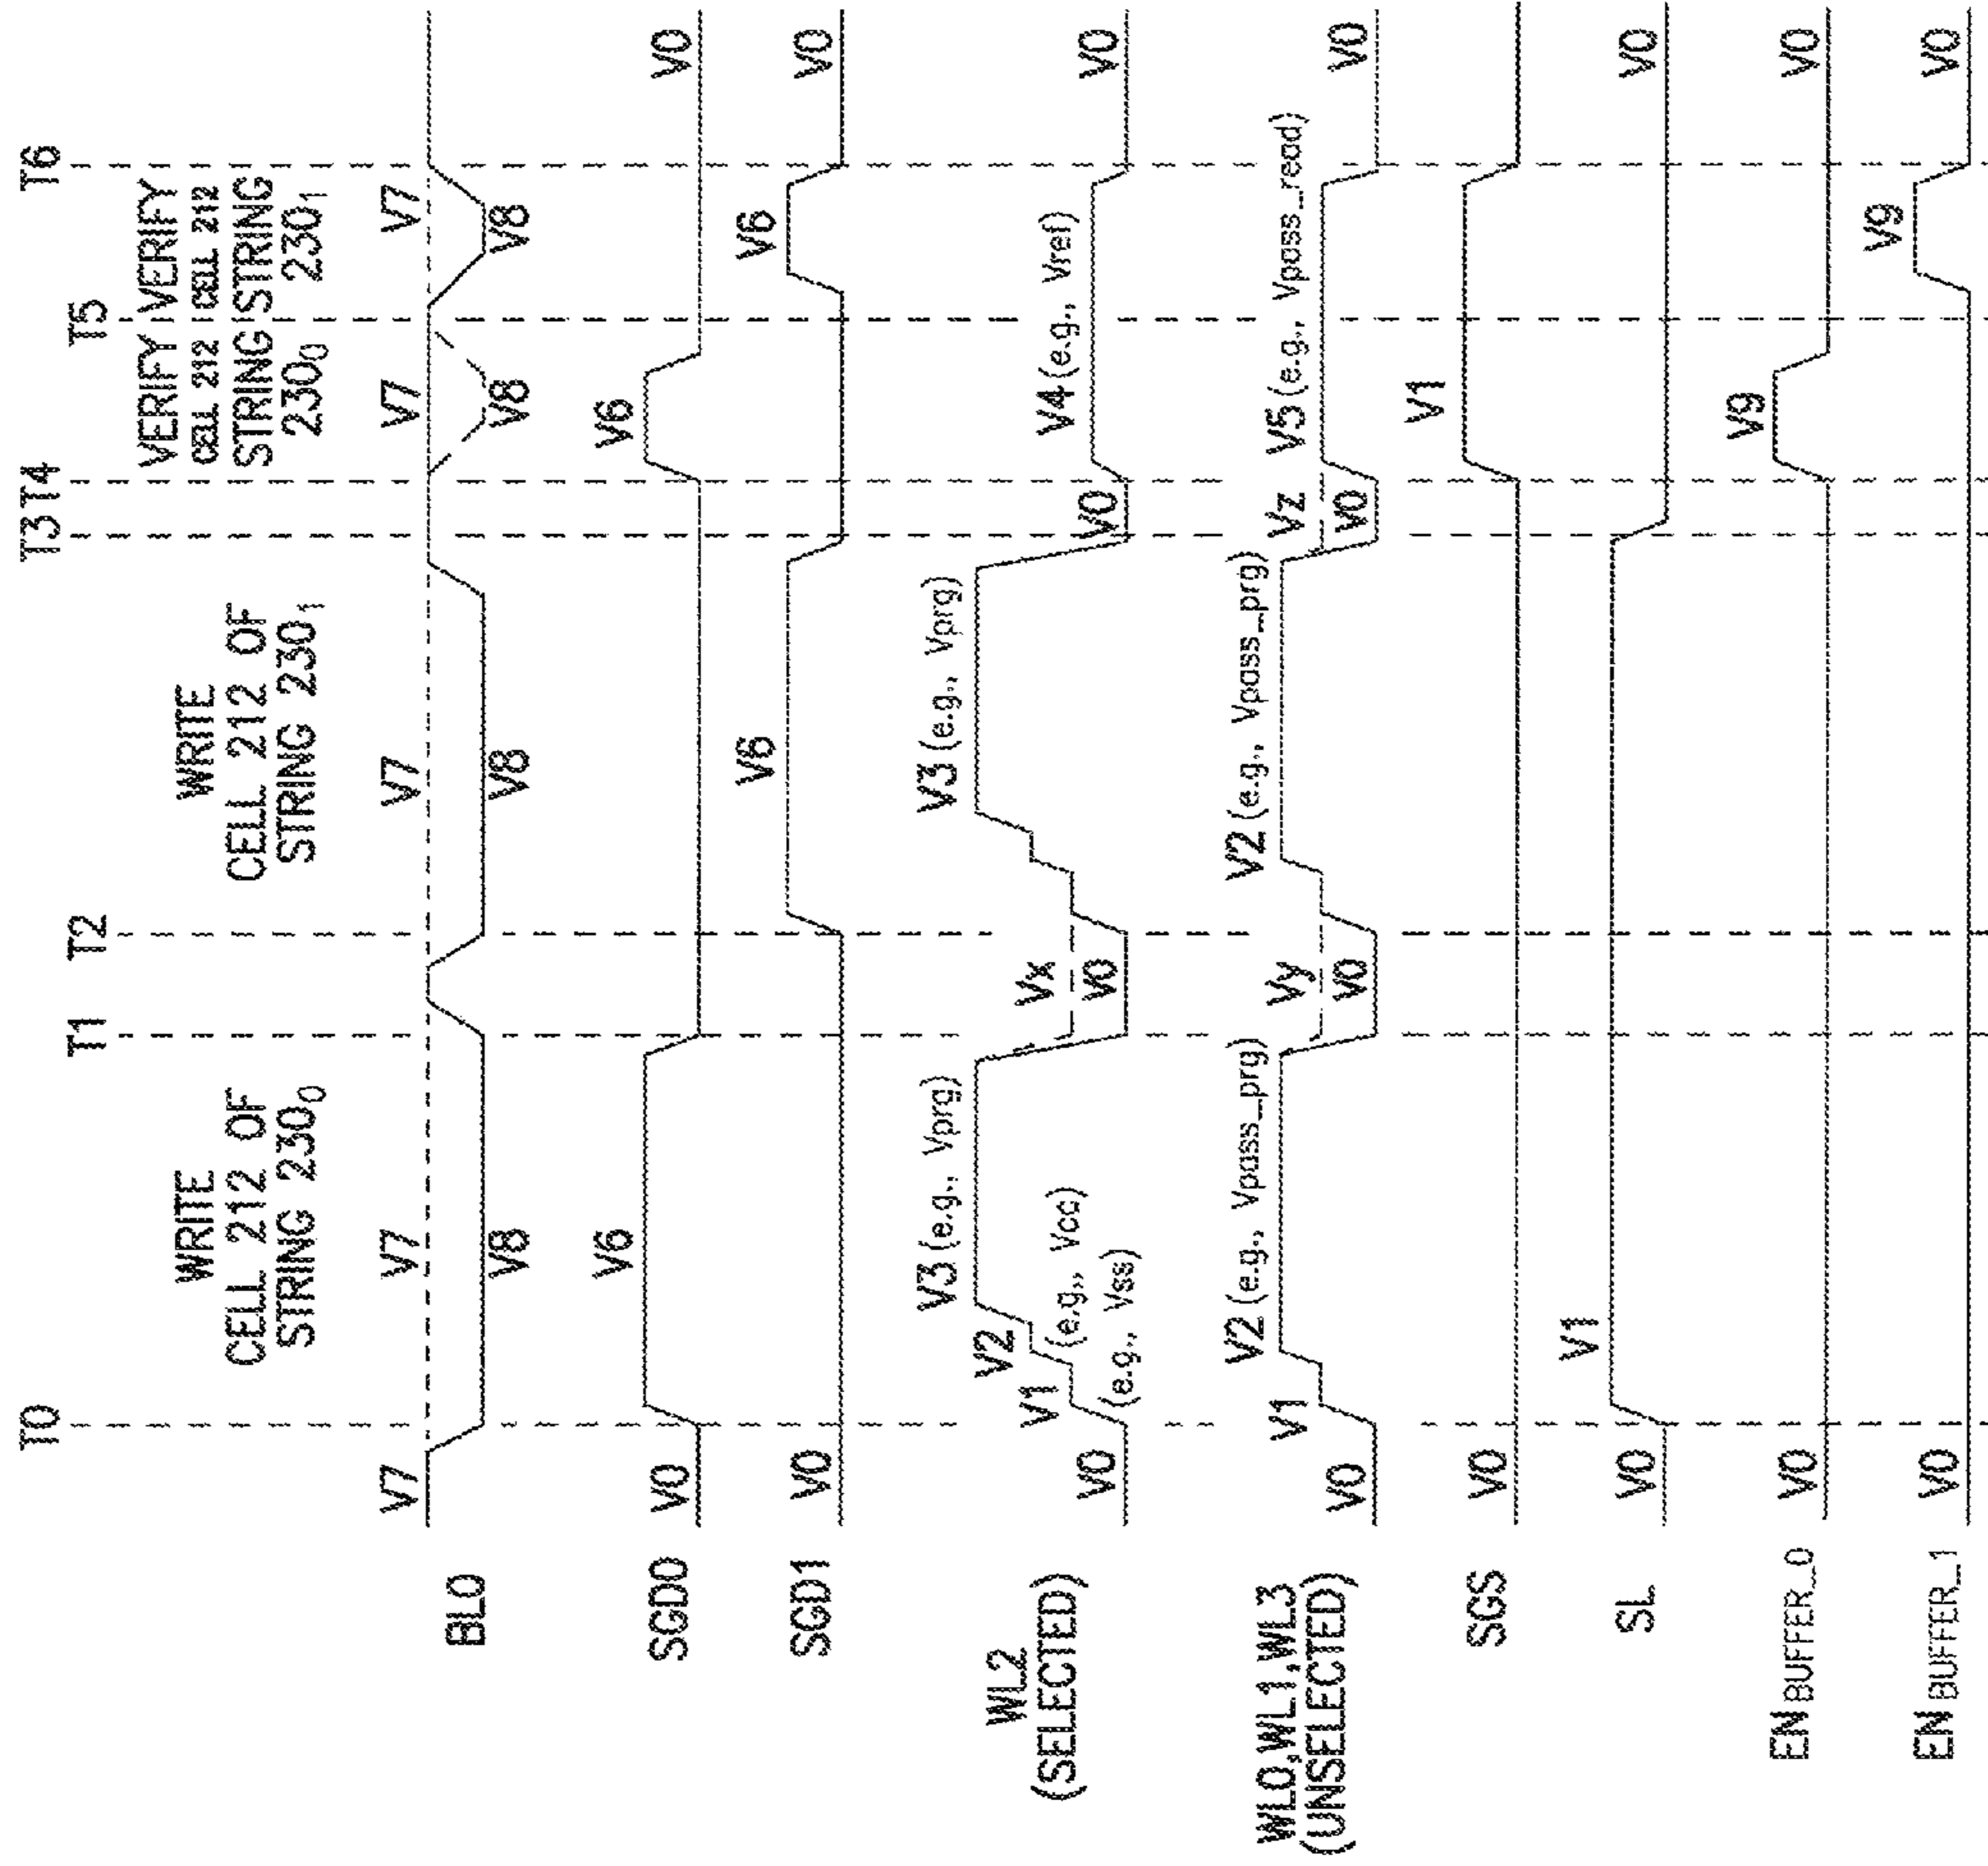 T0 T1 T2 T3 T4 T5 T6
WRITE
CELL 212 OF
STRING 230₀
WRITE
CELL 212 OF
STRING 230₁
VERIFY VERIFY
CELL 212 CELL 212
STRING STRING
230₀ 230₁
BL0 V7 V7 V7 V7 V7
V8 V8 V8 V8
SGD0 V0 V6 V6 V0
SGD1 V0 V6 V6 V0
WL2
(SELECTED)
V0 V1 V2 V3 (e.g., Vprg) Vx V0 V3 (e.g., Vprg) V0 V4 (e.g., Vref) V0
(e.g., Vcc)
(e.g., Vss)
WL0,WL1,WL3
(UNSELECTED)
V0 V1 V2 (e.g., Vpass_prg) Vy V0 V2 (e.g., Vpass_prg) Vz V0 V5 (e.g., Vpass_read) V0
SGS V0 V1
SL V0 V1 V0
EN BUFFER_0 V0 V9 V0
EN BUFFER_1 V0 V9 V0